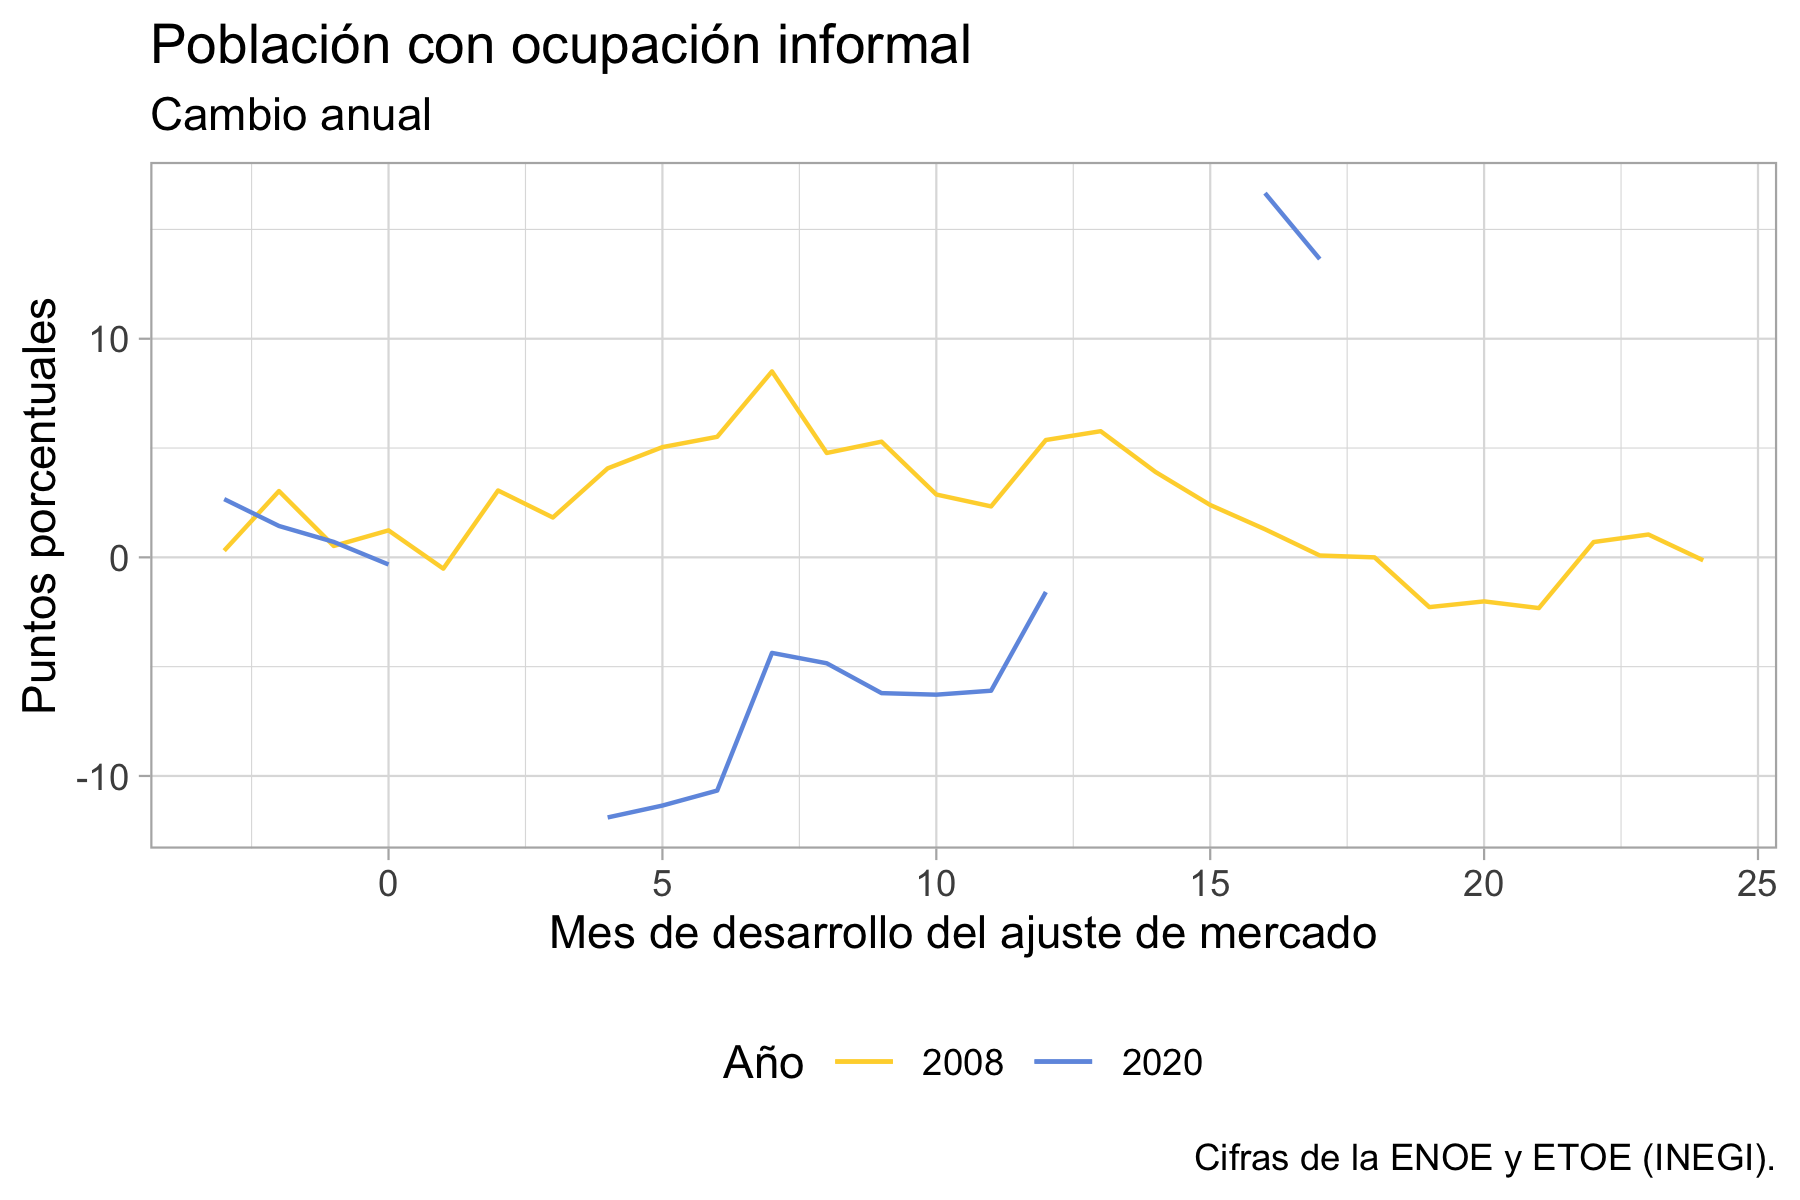 Población con ocupación informal
Cambio anual
Puntos porcentuales
10
0
-10
0 5 10 15 20 25
Mes de desarrollo del ajuste de mercado
Año 2008 2020
Cifras de la ENOE y ETOE (INEGI).